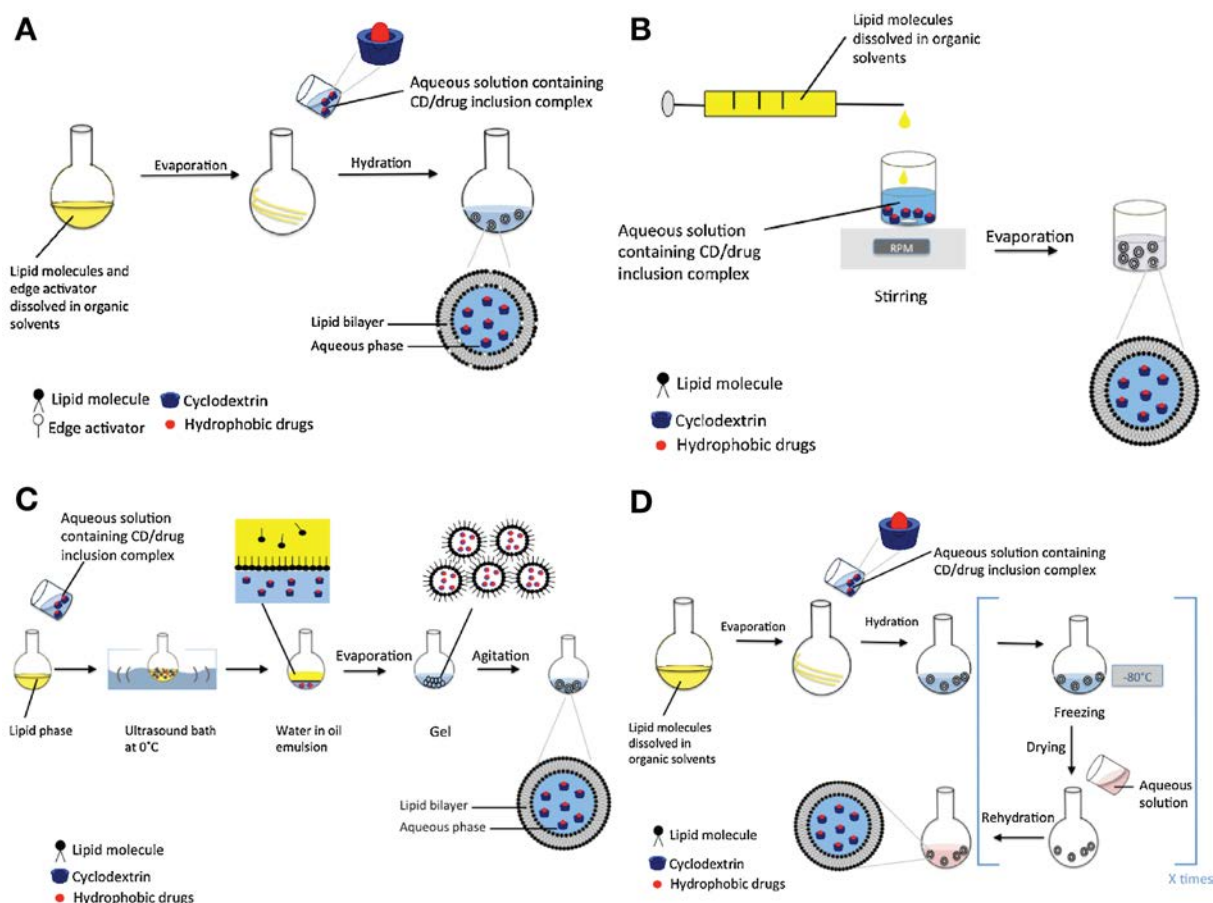 A
Aqueous solution containing
CD/drug inclusion complex
Evaporation
Hydration
Lipid molecules and
edge activator
dissolved in organic
solvents
Lipid bilayer
Aqueous phase
Lipid molecule
Cyclodextrin
Edge activator
Hydrophobic drugs
B
Lipid molecules
dissolved in organic
solvents
Aqueous solution
containing CD/drug
inclusion complex
RPM
Stirring
Evaporation
Lipid molecule
Cyclodextrin
Hydrophobic drugs
C
Aqueous solution
containing CD/drug
inclusion complex
Evaporation
Agitation
Lipid phase
Ultrasound bath
at 0°C
Water in oil
emulsion
Gel
Lipid bilayer
Aqueous phase
Lipid molecule
Cyclodextrin
Hydrophobic drugs
D
Aqueous solution containing
CD/drug inclusion complex
Evaporation
Hydration
-80°C
Freezing
Lipid molecules
dissolved in
organic solvents
Drying
Aqueous
solution
Rehydration
Lipid molecule
Cyclodextrin
Hydrophobic drugs
X times